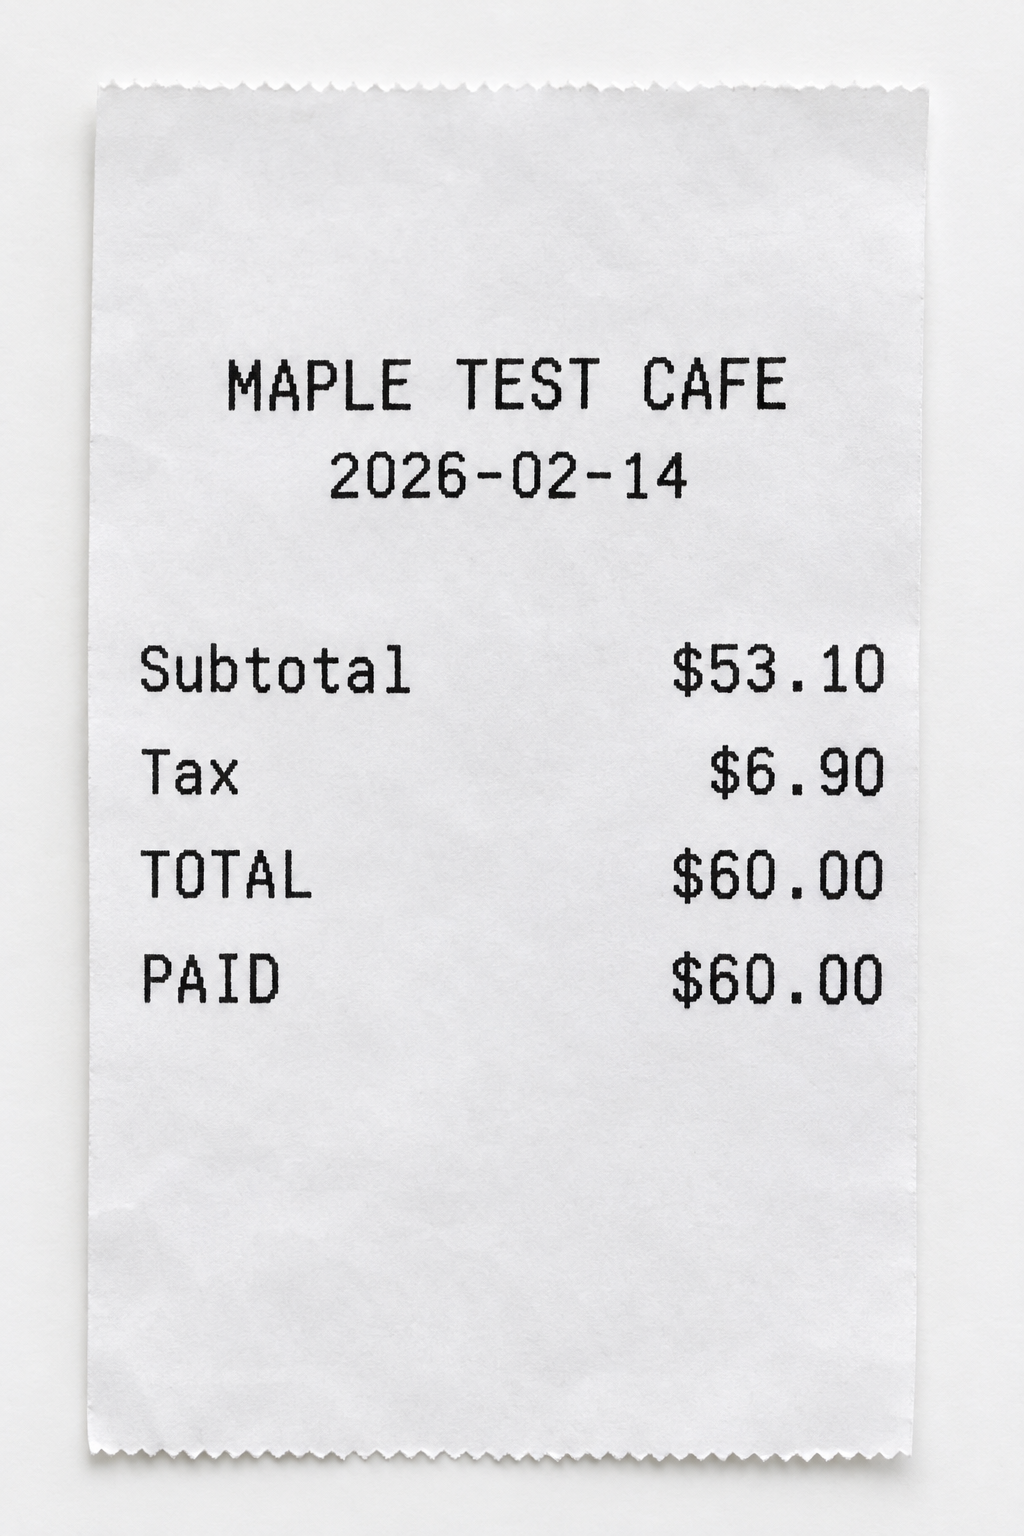 MAPLE TEST CAFE
2026-02-14
Subtotal $53.10
Tax $6.90
TOTAL $60.00
PAID $60.00